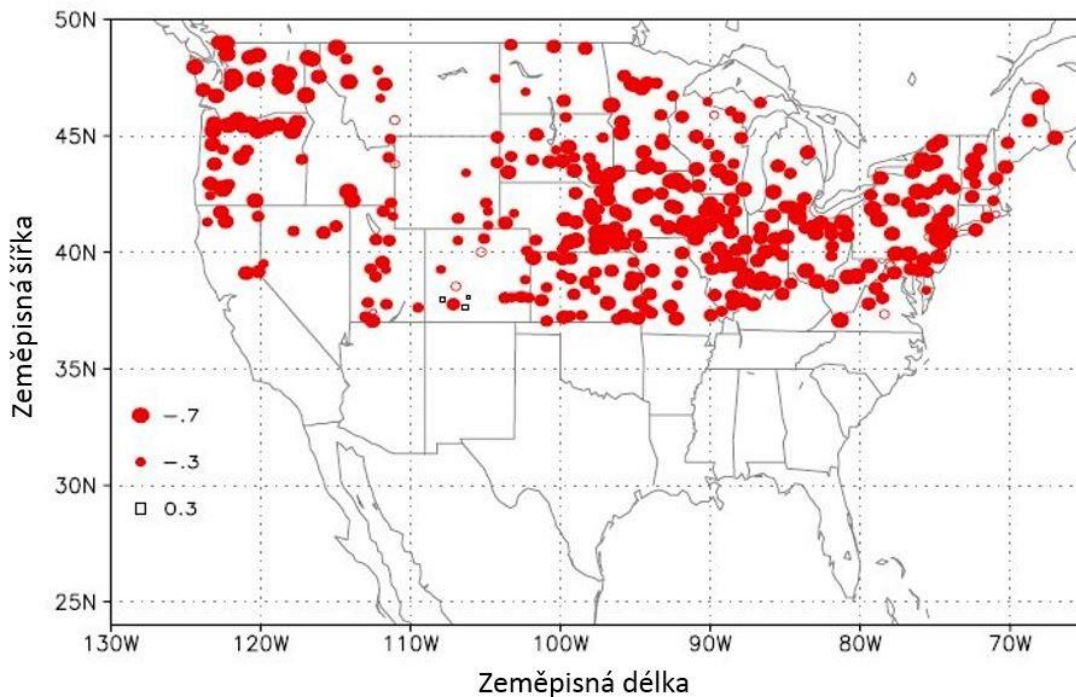 50N
45N
40N
35N
30N
25N
Zeměpisná šířka
-.7
-.3
0.3
130W 120W 110W 100W 90W 80W 70W
Zeměpisná délka